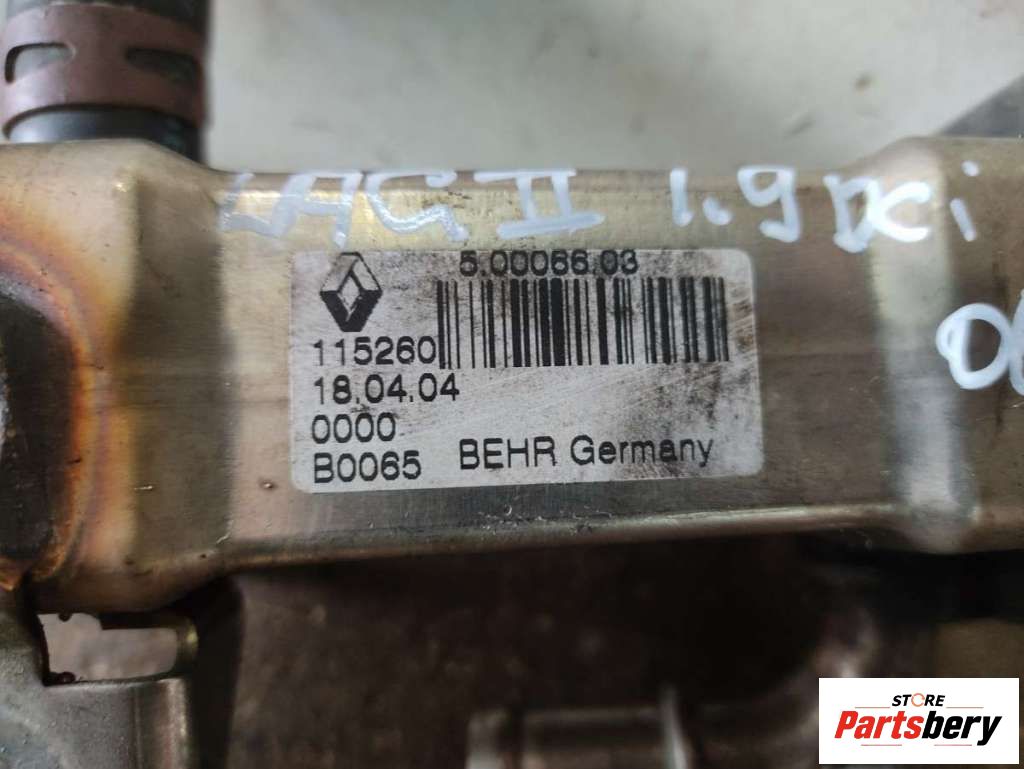 LAG II 1.9 DCi
5.00066.03
115260
18.04.04
0000
B0065 BEHR Germany
STORE
Partsbery